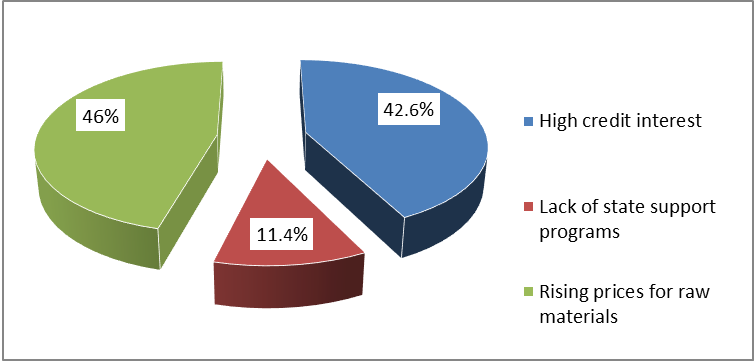 46%
42.6%
11.4%
High credit interest
Lack of state support
programs
Rising prices for raw
materials